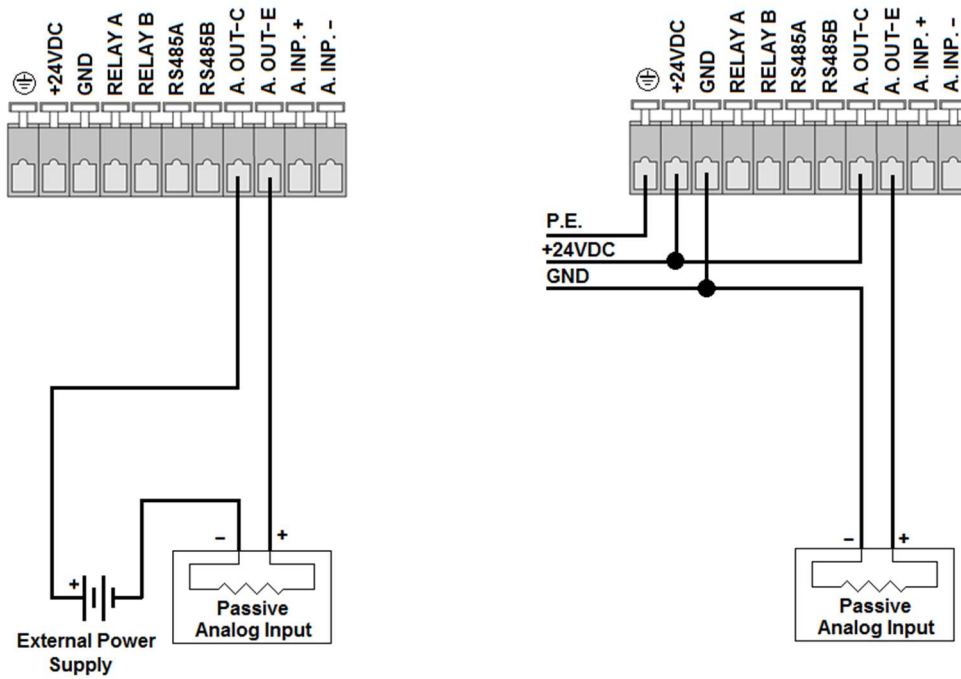 +24VDC
GND
RELAY A
RELAY B
RS485A
RS485B
A. OUT-C
A. OUT-E
A. INP. +
A. INP. -
- +
+
Passive
Analog Input
External Power
Supply
+24VDC
GND
RELAY A
RELAY B
RS485A
RS485B
A. OUT-C
A. OUT-E
A. INP. +
A. INP. -
P.E.
+24VDC
GND
- +
Passive
Analog Input